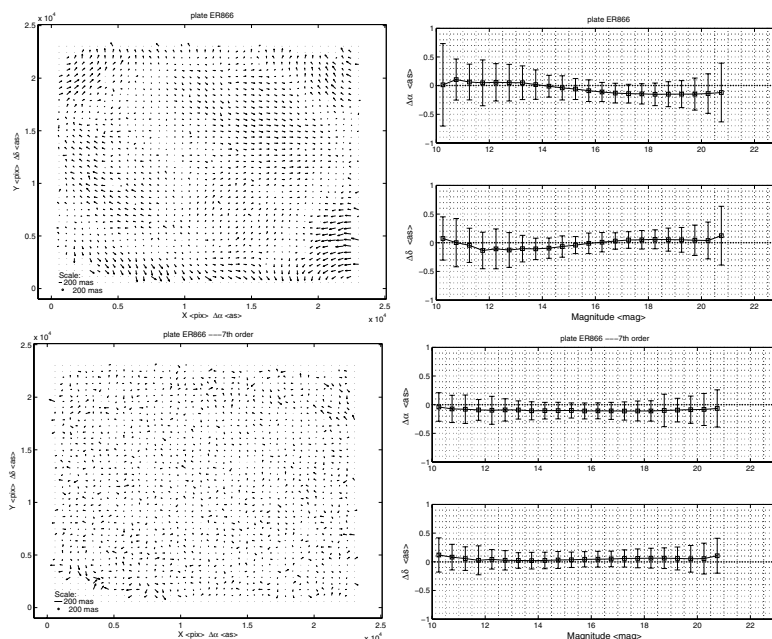 plate ER866
x 10⁴
2.5
2
1.5
1
0.5
0
Y <pix> Δδ <as>
Scale:
200 mas
200 mas
0 0.5 1 1.5 2 2.5
X <pix> Δα <as>
x 10⁴
plate ER866
1
0.5
0
−0.5
−1
Δα <as>
10 12 14 16 18 20 22
1
0.5
0
−0.5
−1
Δδ <as>
10 12 14 16 18 20 22
Magnitude <mag>
plate ER866 −−−7th order
x 10⁴
2.5
2
1.5
1
0.5
0
Y <pix> Δδ <as>
Scale:
200 mas
200 mas
0 0.5 1 1.5 2 2.5
X <pix> Δα <as>
x 10⁴
plate ER866 −−−7th order
1
0.5
0
−0.5
−1
Δα <as>
10 12 14 16 18 20 22
1
0.5
0
−0.5
−1
Δδ <as>
10 12 14 16 18 20 22
Magnitude <mag>